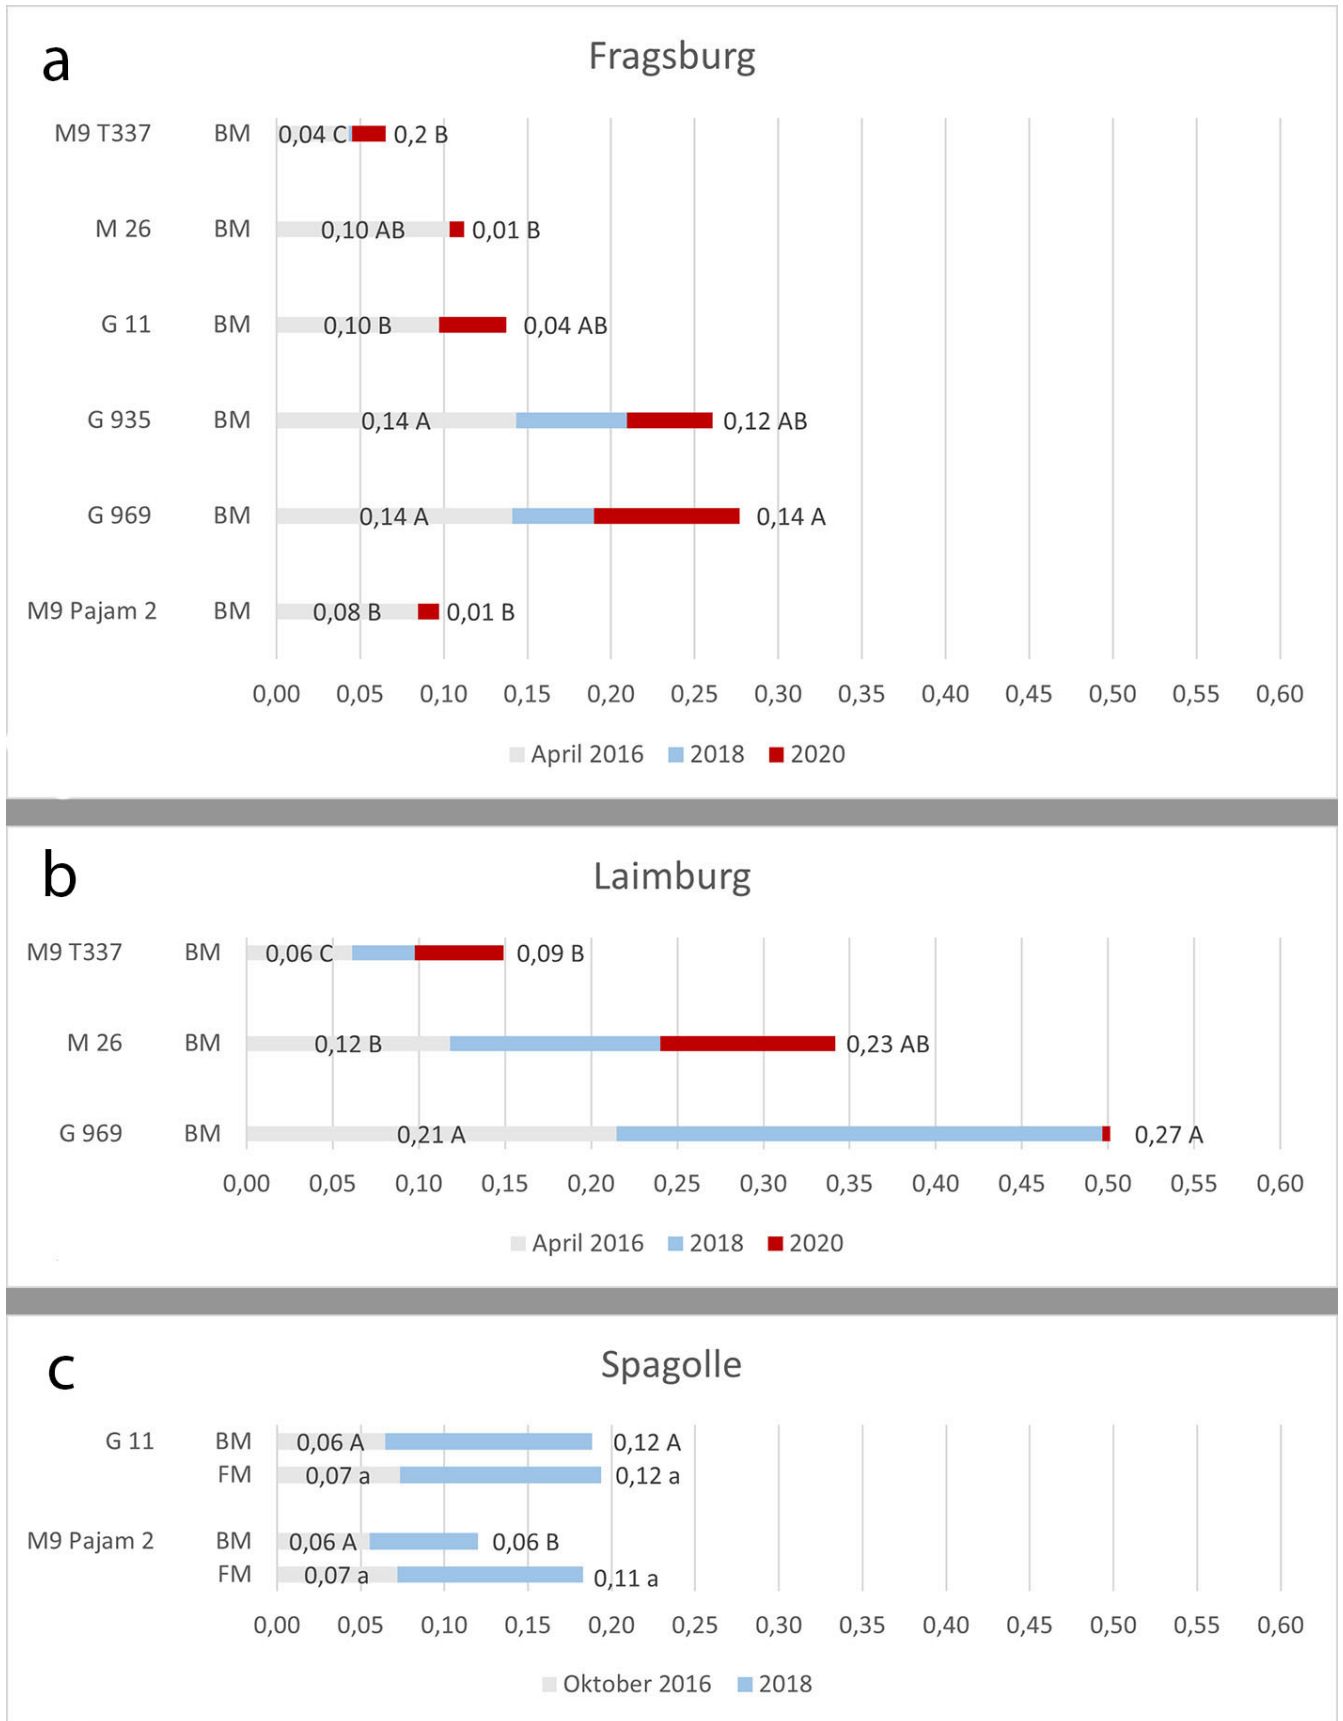 a
Fragsburg
M9 T337 BM 0,04 C 0,2 B
M 26 BM 0,10 AB 0,01 B
G 11 BM 0,10 B 0,04 AB
G 935 BM 0,14 A 0,12 AB
G 969 BM 0,14 A 0,14 A
M9 Pajam 2 BM 0,08 B 0,01 B
0,00 0,05 0,10 0,15 0,20 0,25 0,30 0,35 0,40 0,45 0,50 0,55 0,60
April 2016 2018 2020
b
Laimburg
M9 T337 BM 0,06 C 0,09 B
M 26 BM 0,12 B 0,23 AB
G 969 BM 0,21 A 0,27 A
0,00 0,05 0,10 0,15 0,20 0,25 0,30 0,35 0,40 0,45 0,50 0,55 0,60
April 2016 2018 2020
c
Spagolle
G 11 BM 0,06 A 0,12 A
FM 0,07 a 0,12 a
M9 Pajam 2 BM 0,06 A 0,06 B
FM 0,07 a 0,11 a
0,00 0,05 0,10 0,15 0,20 0,25 0,30 0,35 0,40 0,45 0,50 0,55 0,60
Oktober 2016 2018